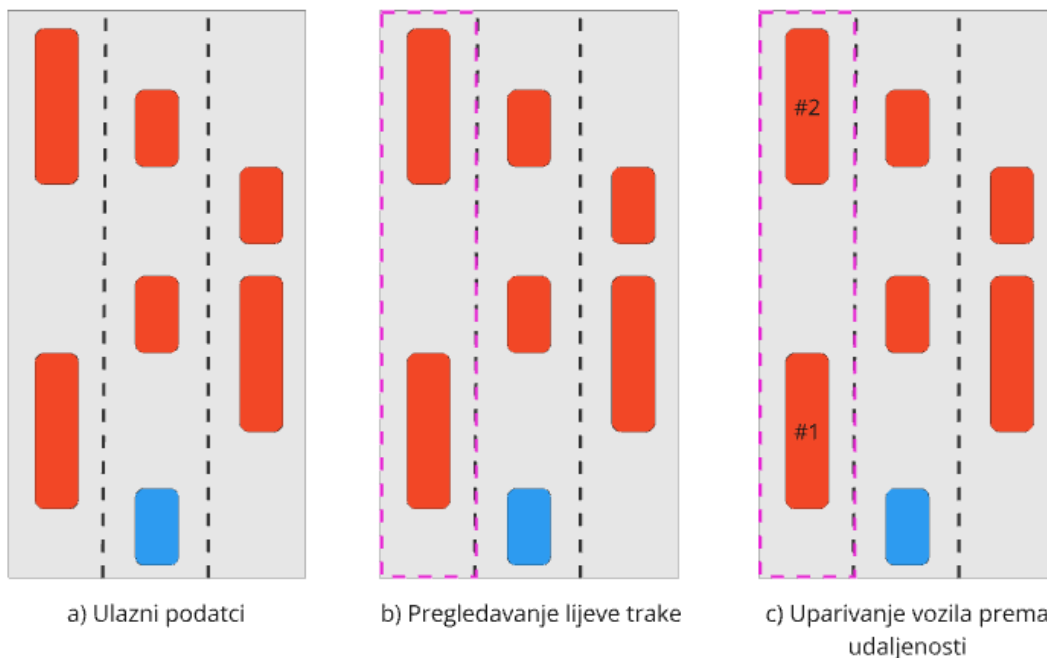 #2
#1
a) Ulazni podatci
b) Pregledavanje lijeve trake
c) Uparivanje vozila prema
udaljenosti